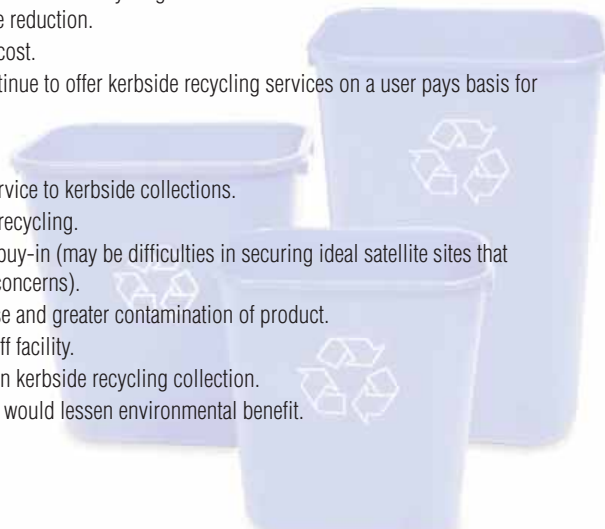 e reduction.
cost.
tinue to offer kerbside recycling services on a user pays basis for
rvice to kerbside collections.
recycling.
buy-in (may be difficulties in securing ideal satellite sites that
concerns).
se and greater contamination of product.
ff facility.
n kerbside recycling collection.
would lessen environmental benefit.